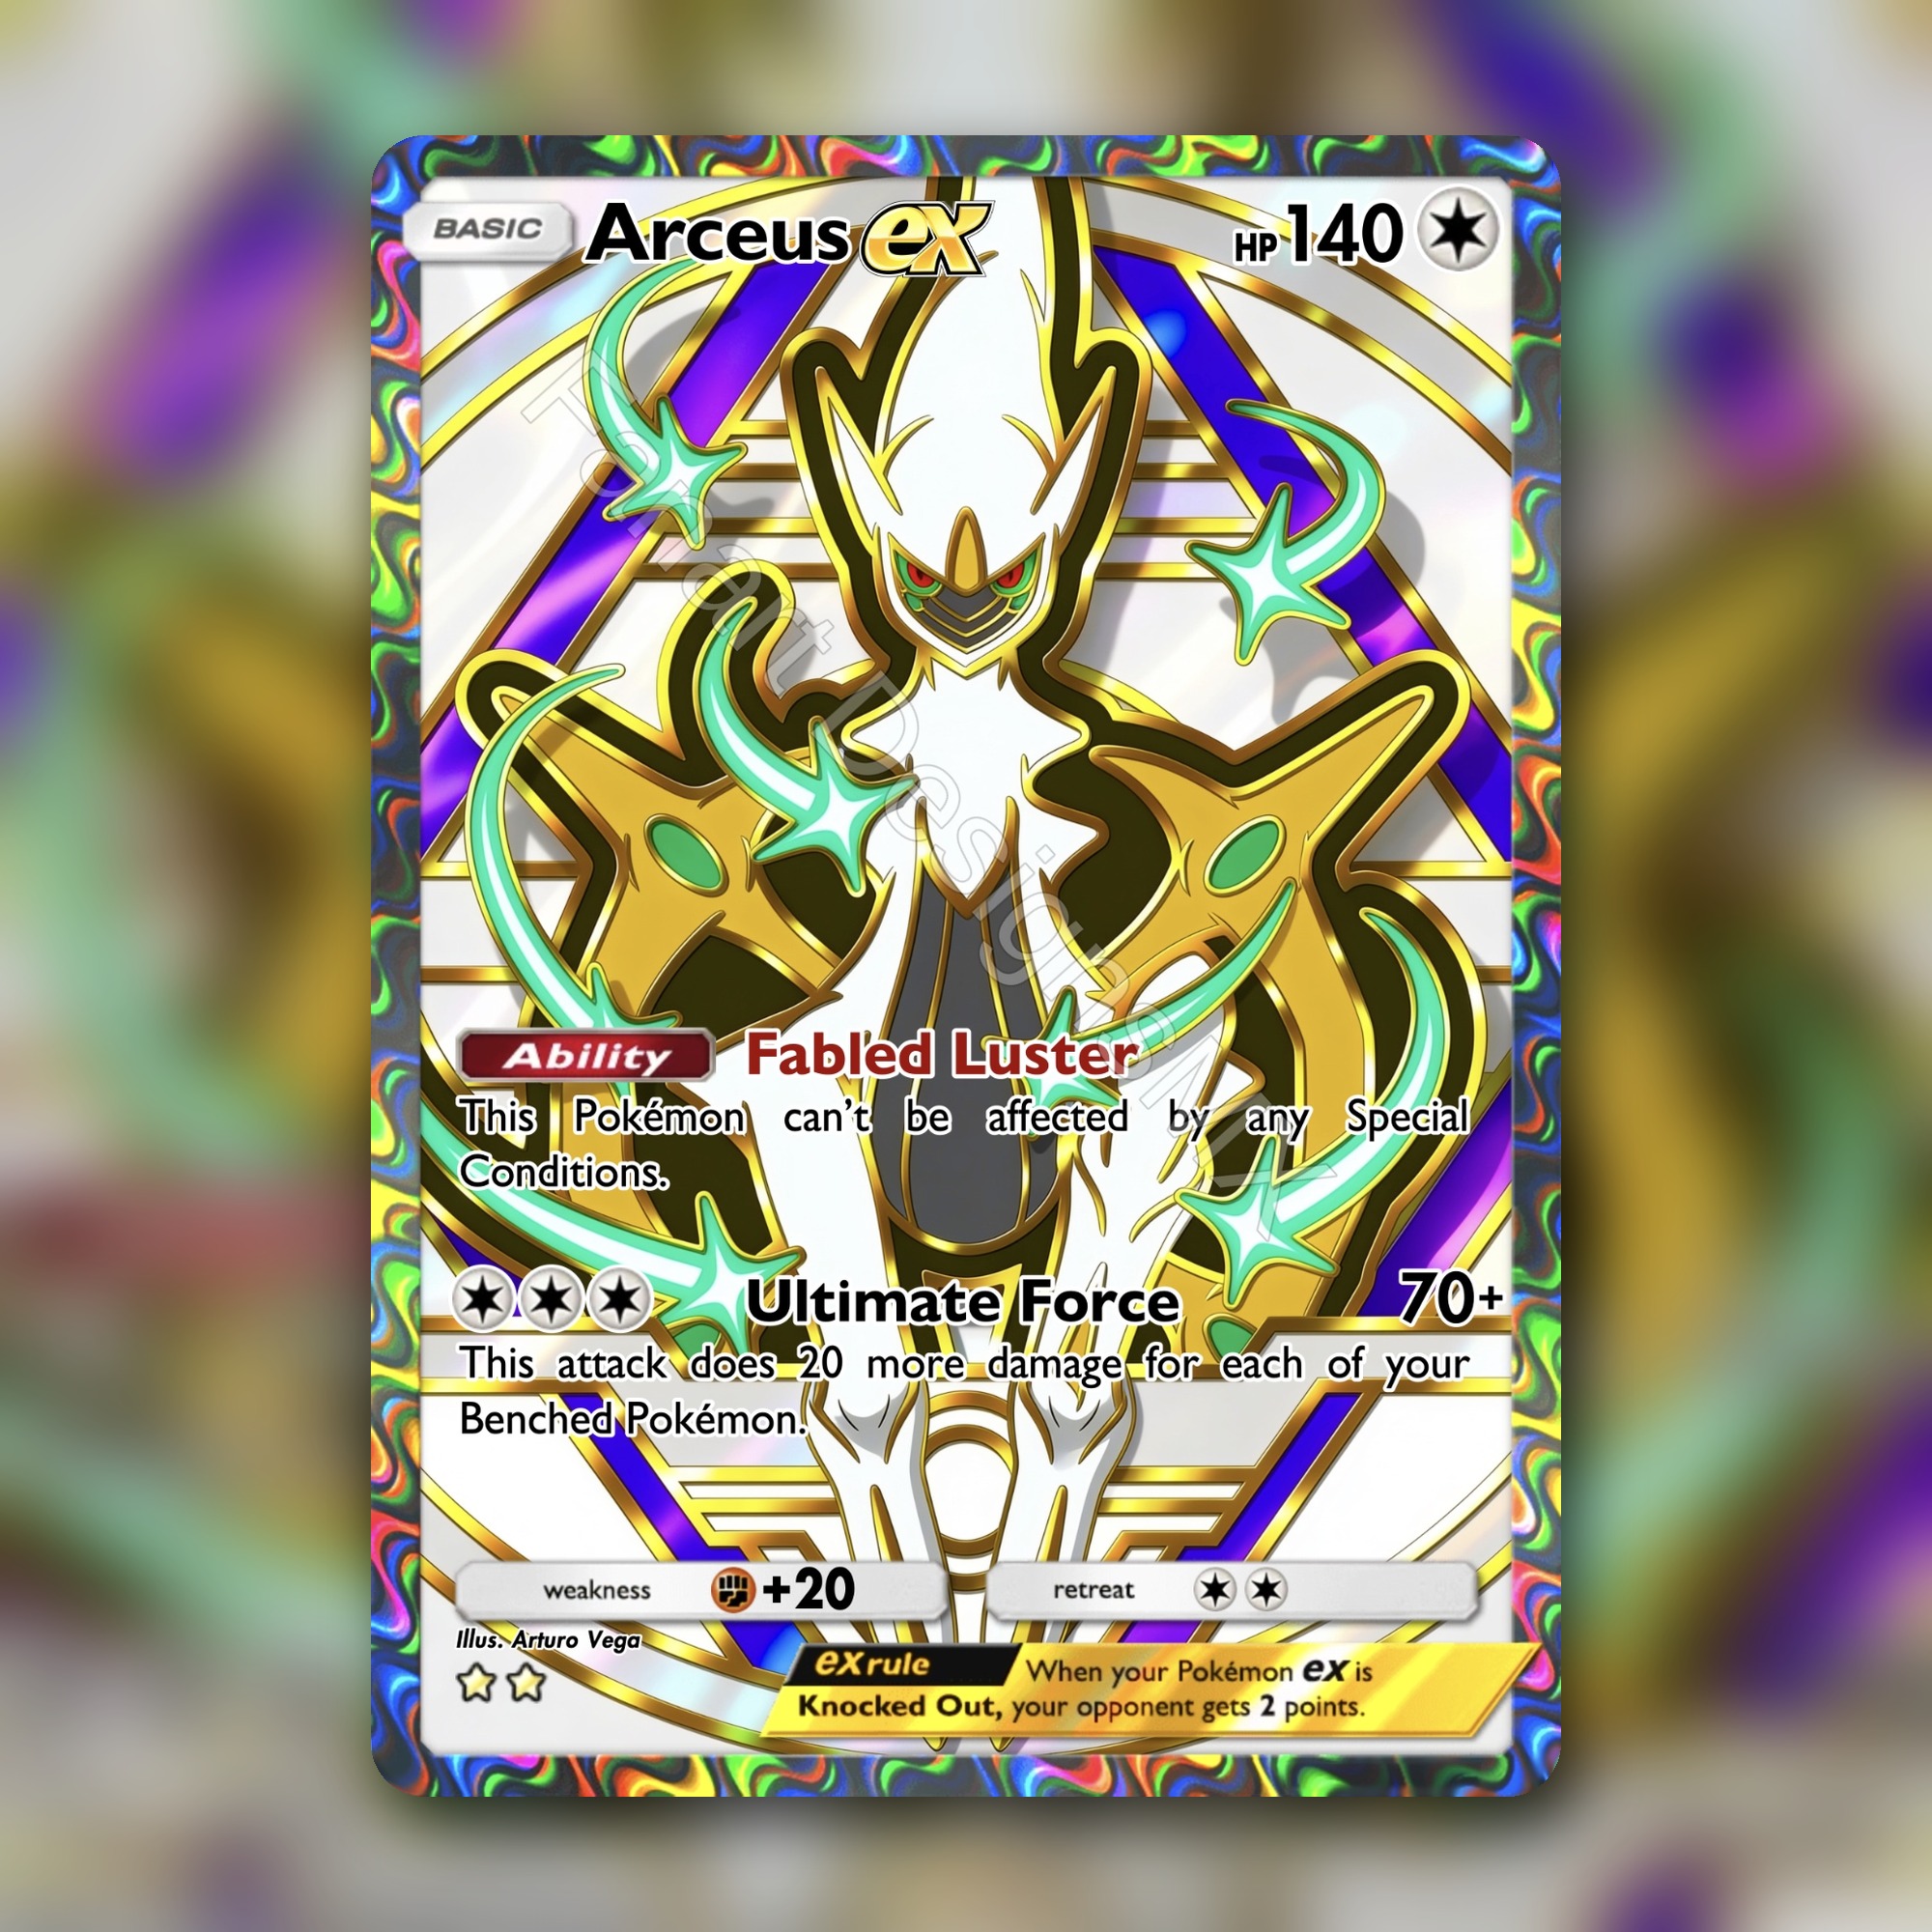 BASIC Arceus ex HP 140
Tonart DesignsMX
Ability Fabled Luster
This Pokémon can't be affected by any Special
Conditions.
Ultimate Force 70+
This attack does 20 more damage for each of your
Benched Pokémon.
weakness +20 retreat
Illus. Arturo Vega
ex rule When your Pokémon ex is
Knocked Out, your opponent gets 2 points.